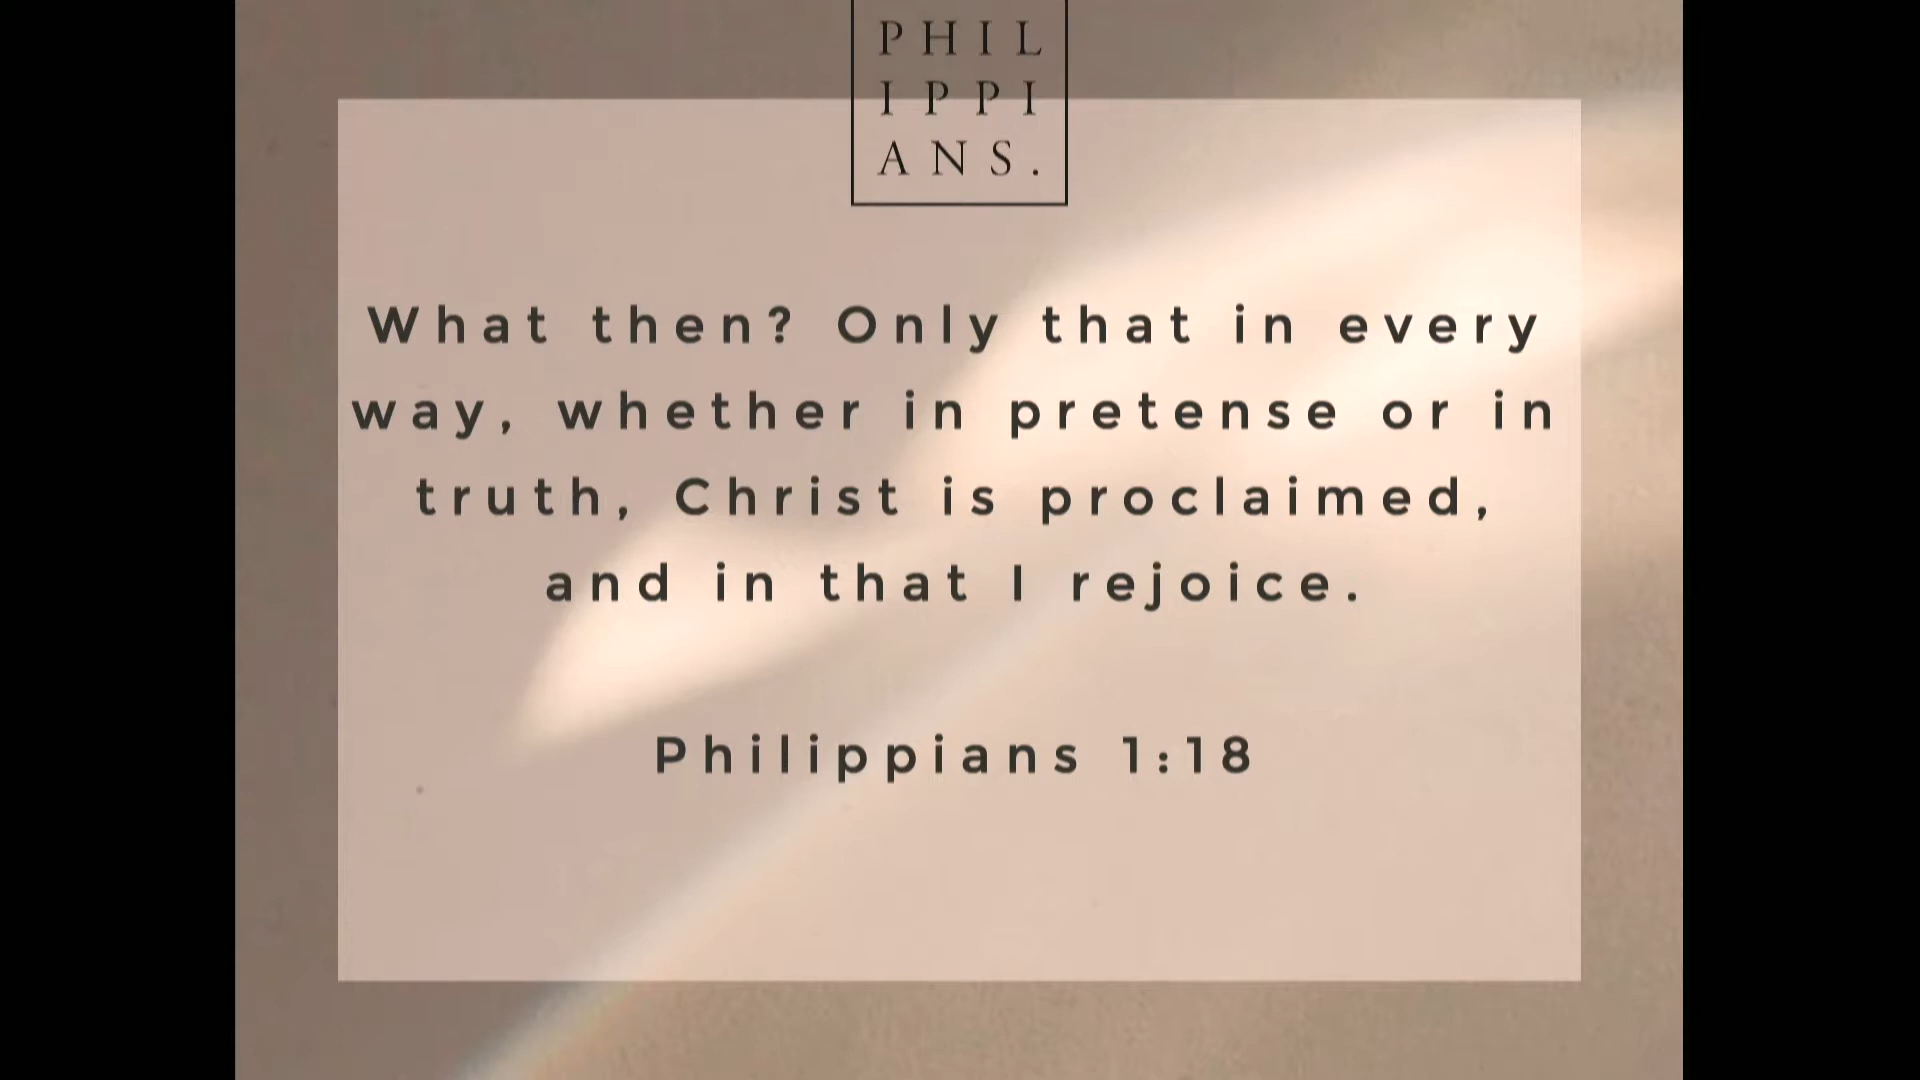 PHIL
IPPI
ANS.
What then? Only that in every
way, whether in pretense or in
truth, Christ is proclaimed,
and in that I rejoice.
Philippians 1:18